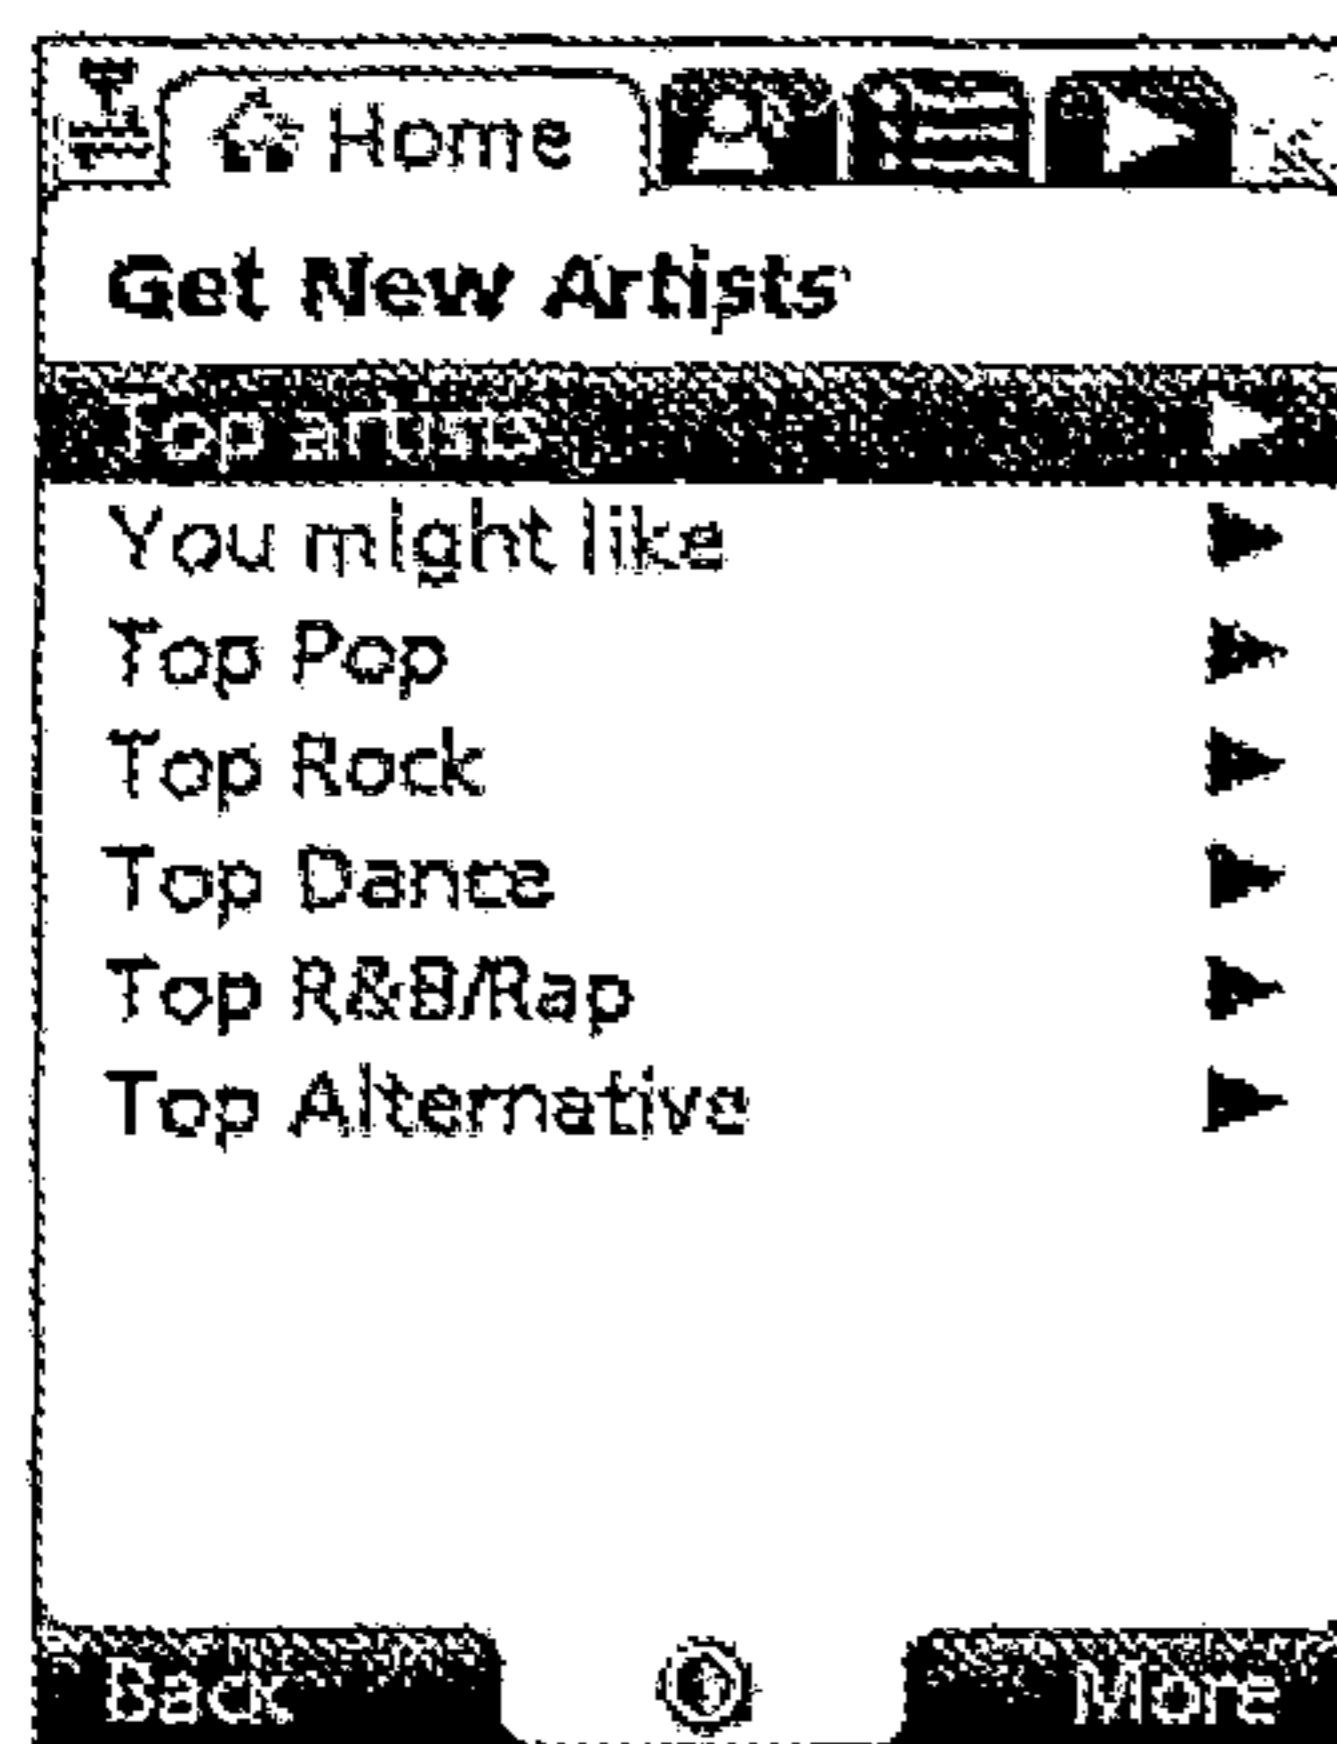 Home
Get New Artists
Top artists
You might like
Top Pop
Top Rock
Top Dance
Top R&B/Rap
Top Alternative
Back
More